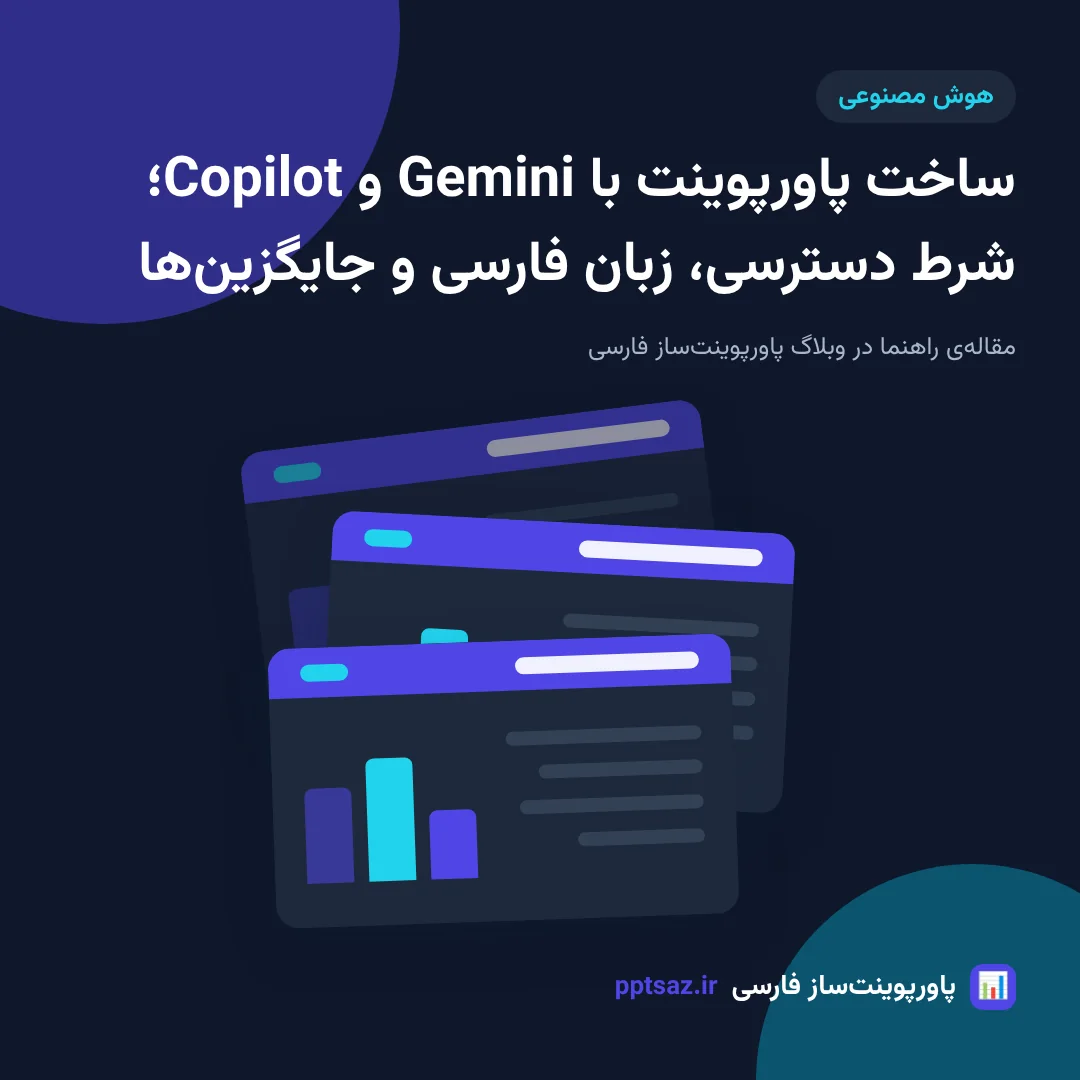 هوش مصنوعی
ساخت پاورپوینت با Gemini و Copilot؛
شرط دسترسی، زبان فارسی و جایگزین‌ها
مقاله‌ی راهنما در وبلاگ پاورپوینت‌ساز فارسی
پاورپوینت‌ساز فارسی pptsaz.ir